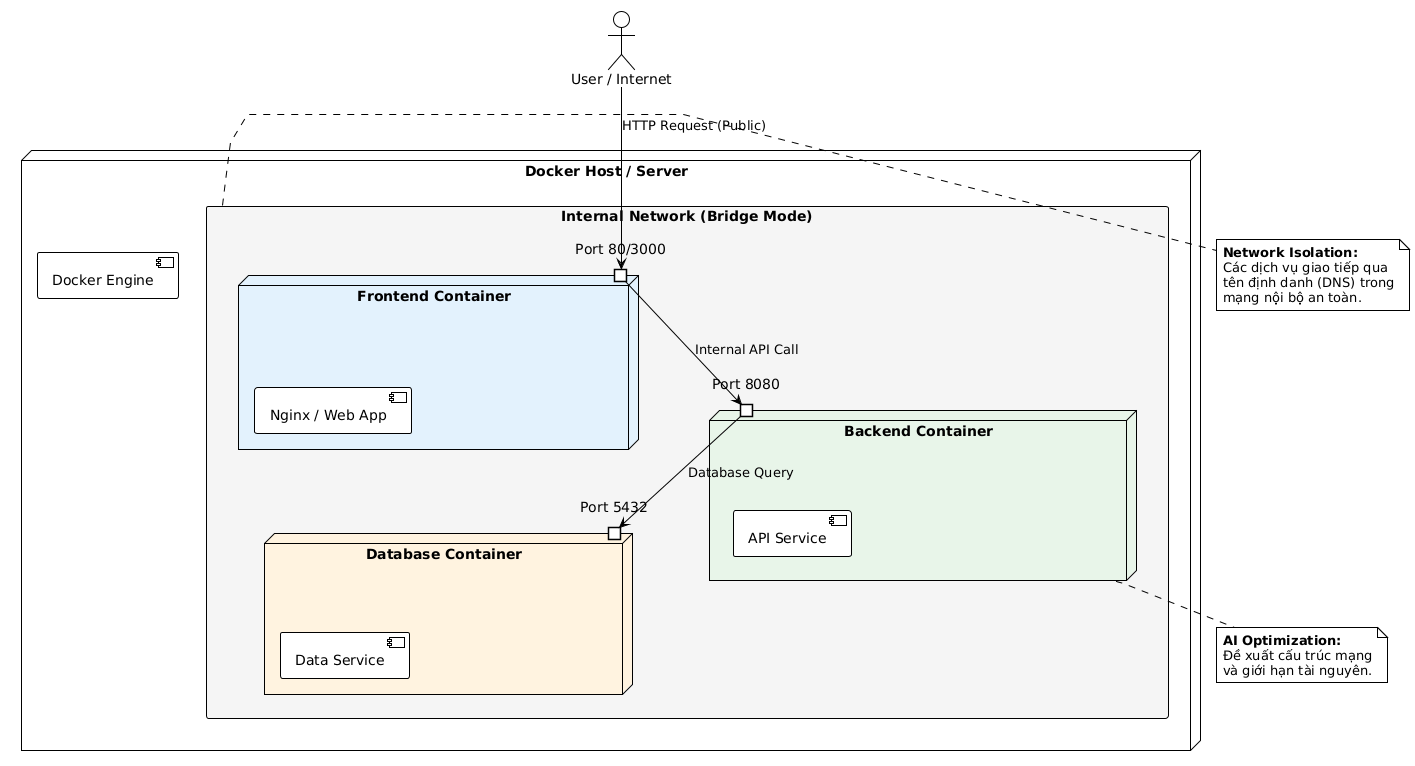 User / Internet
HTTP Request (Public)
Docker Host / Server
Internal Network (Bridge Mode)
Port 80/3000
Network Isolation:
Các dịch vụ giao tiếp qua
tên định danh (DNS) trong
mạng nội bộ an toàn.
Docker Engine
Frontend Container
Internal API Call
Port 8080
Nginx / Web App
Backend Container
Database Query
Port 5432
API Service
Database Container
AI Optimization:
Đề xuất cấu trúc mạng
và giới hạn tài nguyên.
Data Service